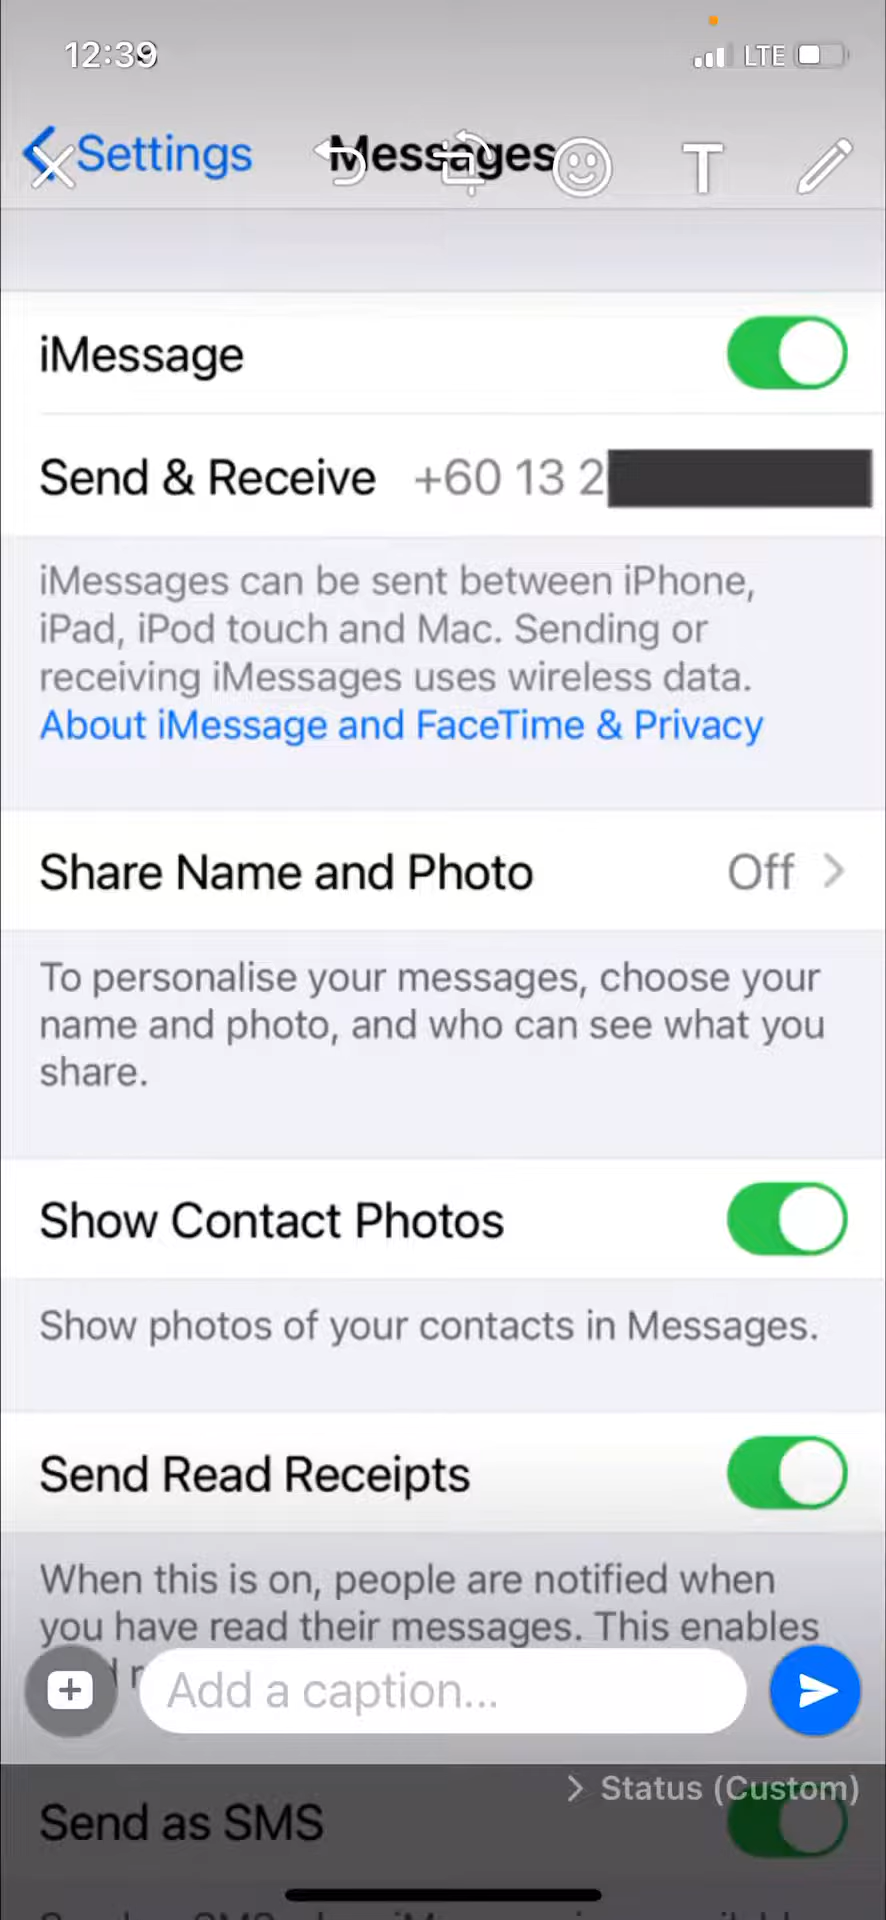 12:39
LTE
Settings
Messages
T
iMessage
Send & Receive +60 13 2
iMessages can be sent between iPhone,
iPad, iPod touch and Mac. Sending or
receiving iMessages uses wireless data.
About iMessage and FaceTime & Privacy
Share Name and Photo Off
To personalise your messages, choose your
name and photo, and who can see what you
share.
Show Contact Photos
Show photos of your contacts in Messages.
Send Read Receipts
When this is on, people are notified when
you have read their messages. This enables
Add a caption...
Status (Custom)
Send as SMS